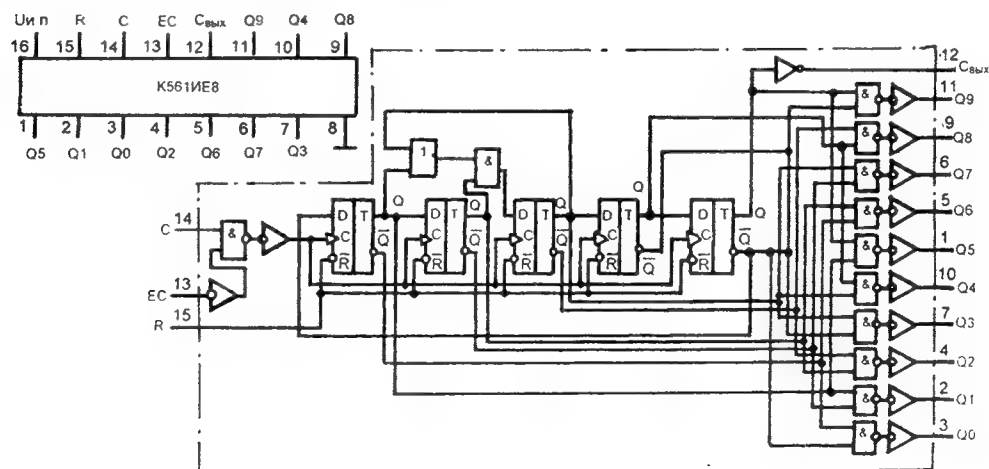 Uи п R C EC Cвых Q9 Q4 Q8
16 15 14 13 12 11 10 9
К561ИЕ8
1 2 3 4 5 6 7 8
Q5 Q1 Q0 Q2 Q6 Q7 Q3
12
Cвых
11
& Q9
9
& Q8
6
& Q7
5
& Q6
1
& Q5
10
& Q4
7
& Q3
4
& Q2
2
& Q1
3
& Q0
1 &
Q Q Q Q Q
D T D T D T D T D T
C C C C C
Q̅ Q̅ Q̅ Q̅ Q̅
R̅ R̅ R̅ R̅ R̅
14
C &
13
EC
15
R